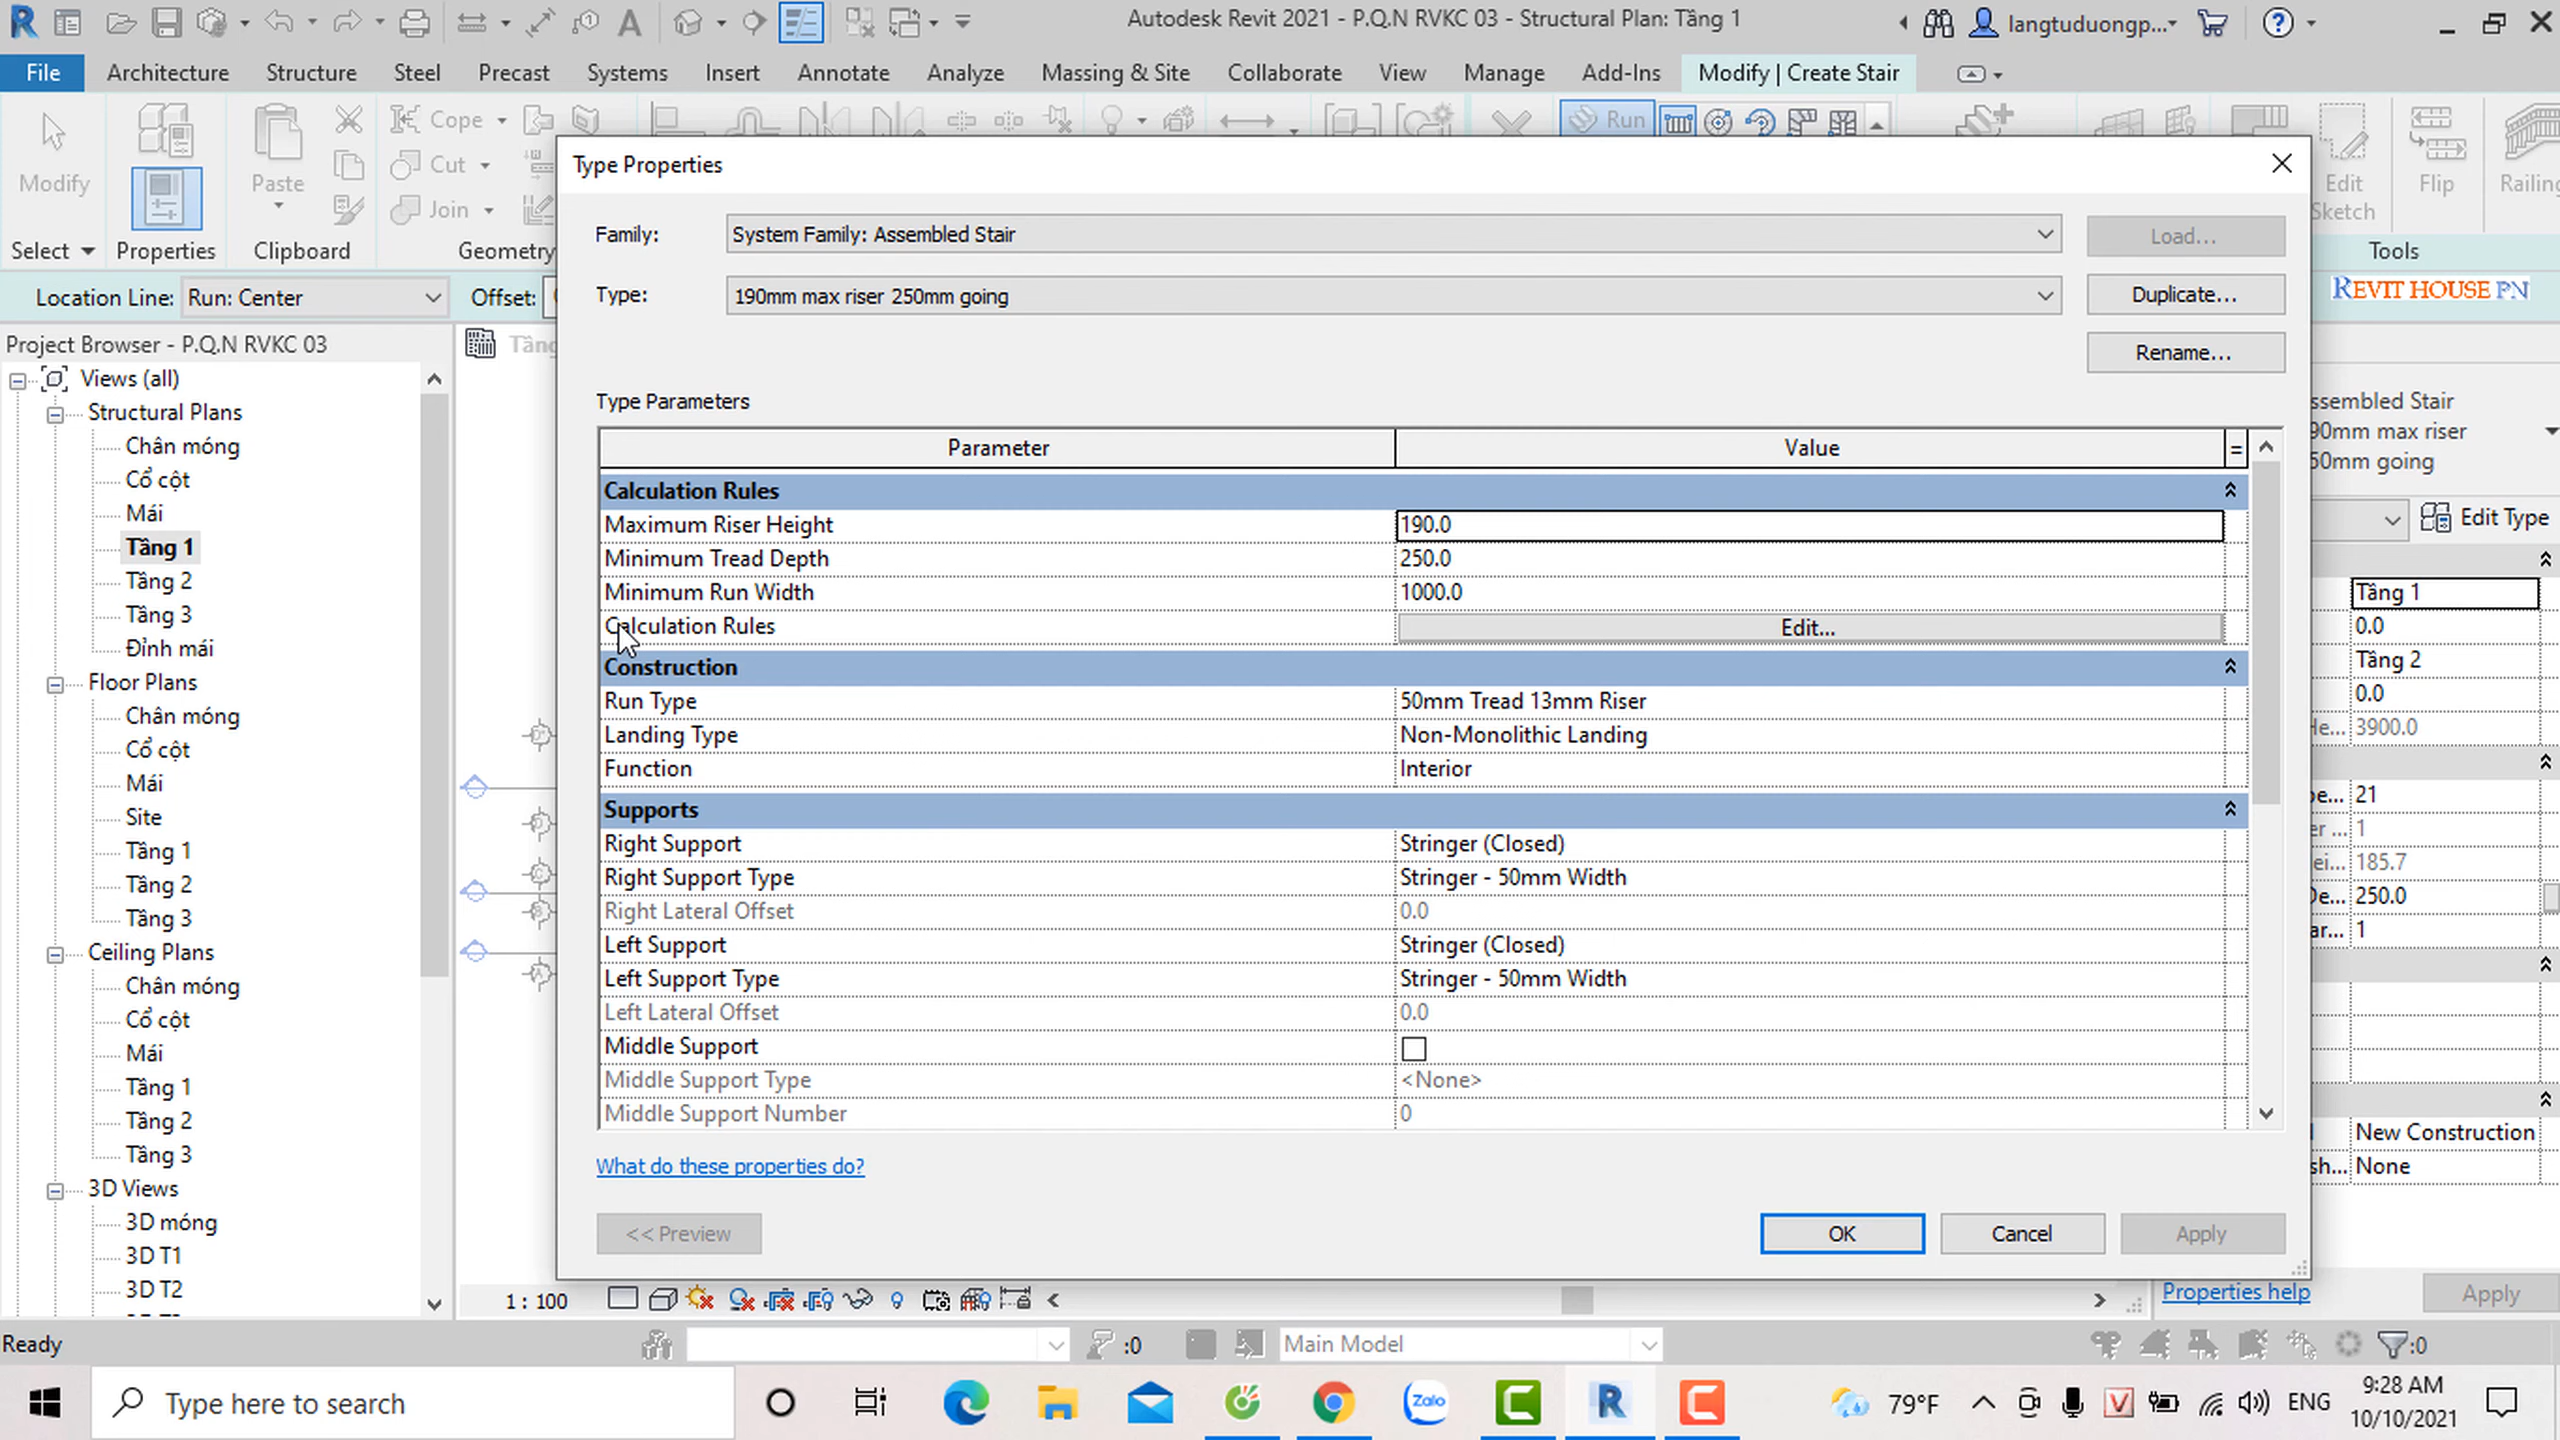 Autodesk Revit 2021 - P.Q.N RVKC 03 - Structural Plan: Tầng 1
langtuduongp...
File Architecture Structure Steel Precast Systems Insert Annotate Analyze Massing & Site Collaborate View Manage Add-Ins Modify | Create Stair
Cope Run
Modify Paste Cut Edit Flip Railing
Join Sketch
Select Properties Clipboard Geometry Tools
Location Line: Run: Center Offset:
REVIT HOUSE PN
Type Properties
Family: System Family: Assembled Stair Load...
Type: 190mm max riser 250mm going Duplicate...
Rename...
Type Parameters
Parameter Value =
Calculation Rules
Maximum Riser Height 190.0
Minimum Tread Depth 250.0
Minimum Run Width 1000.0
Calculation Rules Edit...
Construction
Run Type 50mm Tread 13mm Riser
Landing Type Non-Monolithic Landing
Function Interior
Supports
Right Support Stringer (Closed)
Right Support Type Stringer - 50mm Width
Right Lateral Offset 0.0
Left Support Stringer (Closed)
Left Support Type Stringer - 50mm Width
Left Lateral Offset 0.0
Middle Support
Middle Support Type <None>
Middle Support Number 0
What do these properties do?
<< Preview OK Cancel Apply
Project Browser - P.Q.N RVKC 03
Views (all)
Structural Plans
Chân móng
Cổ cột
Mái
Tầng 1
Tầng 2
Tầng 3
Đỉnh mái
Floor Plans
Chân móng
Cổ cột
Mái
Site
Tầng 1
Tầng 2
Tầng 3
Ceiling Plans
Chân móng
Cổ cột
Mái
Tầng 1
Tầng 2
Tầng 3
3D Views
3D móng
3D T1
3D T2
Tầng
ssembled Stair
90mm max riser
50mm going
Edit Type
Tầng 1
0.0
Tầng 2
0.0
He... 3900.0
pe... 21
er ... 1
ei... 185.7
De... 250.0
ar... 1
New Construction
sh... None
Properties help Apply
1 : 100
Ready :0 Main Model :0
Type here to search Zalo 79°F ENG 9:28 AM
10/10/2021